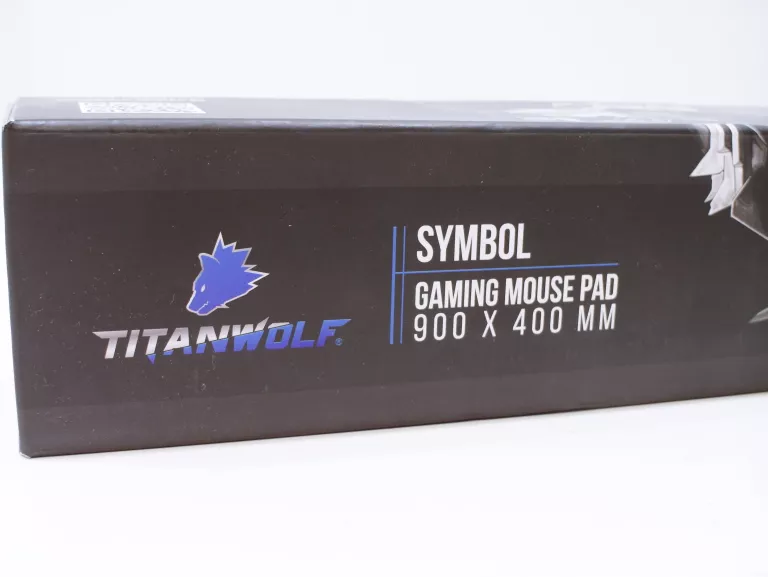 SYMBOL
GAMING MOUSE PAD
900 X 400 MM
TITANWOLF®